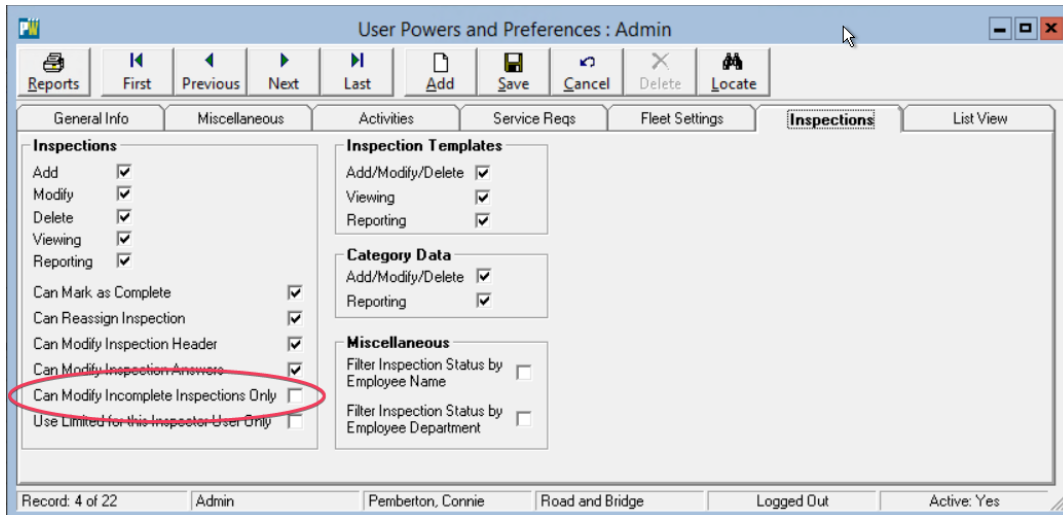 PW
User Powers and Preferences : Admin
Reports
First
Previous
Next
Last
Add
Save
Cancel
Delete
Locate
General Info
Miscellaneous
Activities
Service Reqs
Fleet Settings
Inspections
List View
Inspections
Add
Modify
Delete
Viewing
Reporting
Can Mark as Complete
Can Reassign Inspection
Can Modify Inspection Header
Can Modify Inspection Answers
Can Modify Incomplete Inspections Only
Use Limited for this Inspector User Only
Inspection Templates
Add/Modify/Delete
Viewing
Reporting
Category Data
Add/Modify/Delete
Reporting
Miscellaneous
Filter Inspection Status by
Employee Name
Filter Inspection Status by
Employee Department
Record: 4 of 22
Admin
Pemberton, Connie
Road and Bridge
Logged Out
Active: Yes